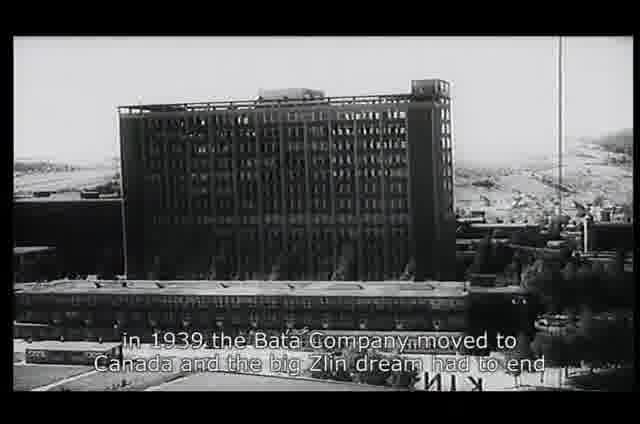 in 1939 the Bata Company moved to
Canada and the big Zlin dream had to end